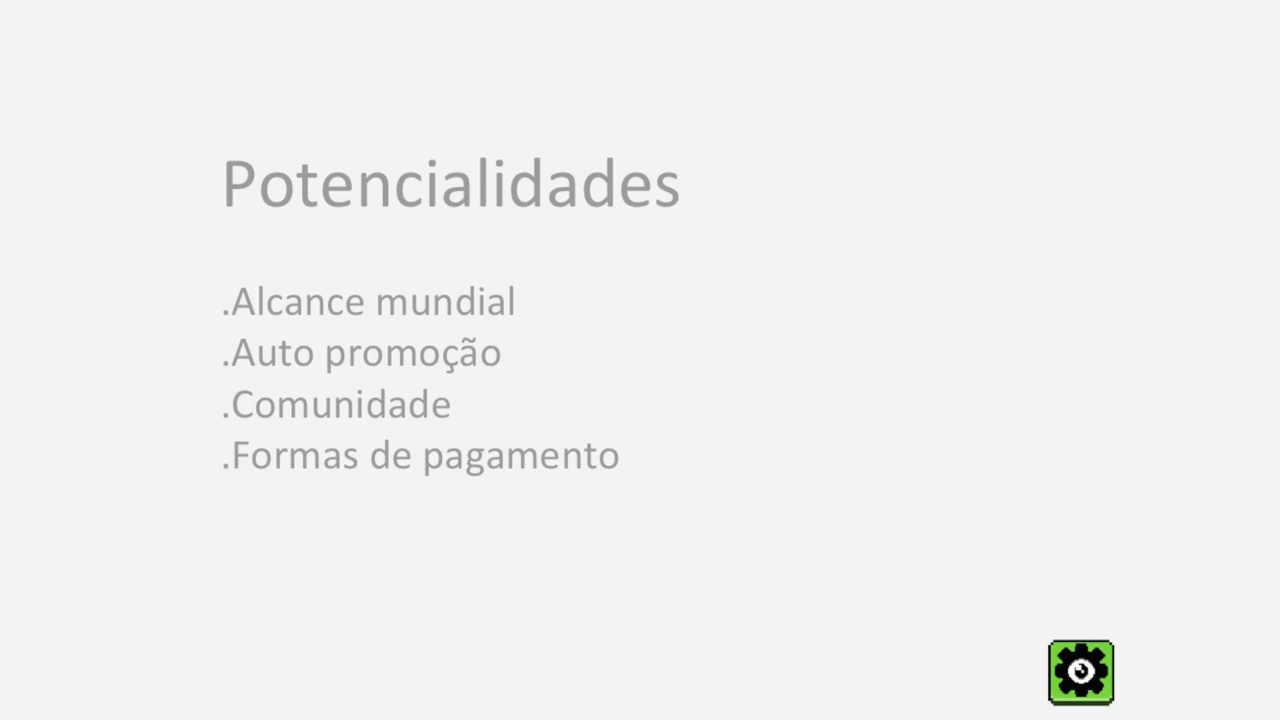 Potencialidades
.Alcance mundial
.Auto promoção
.Comunidade
.Formas de pagamento